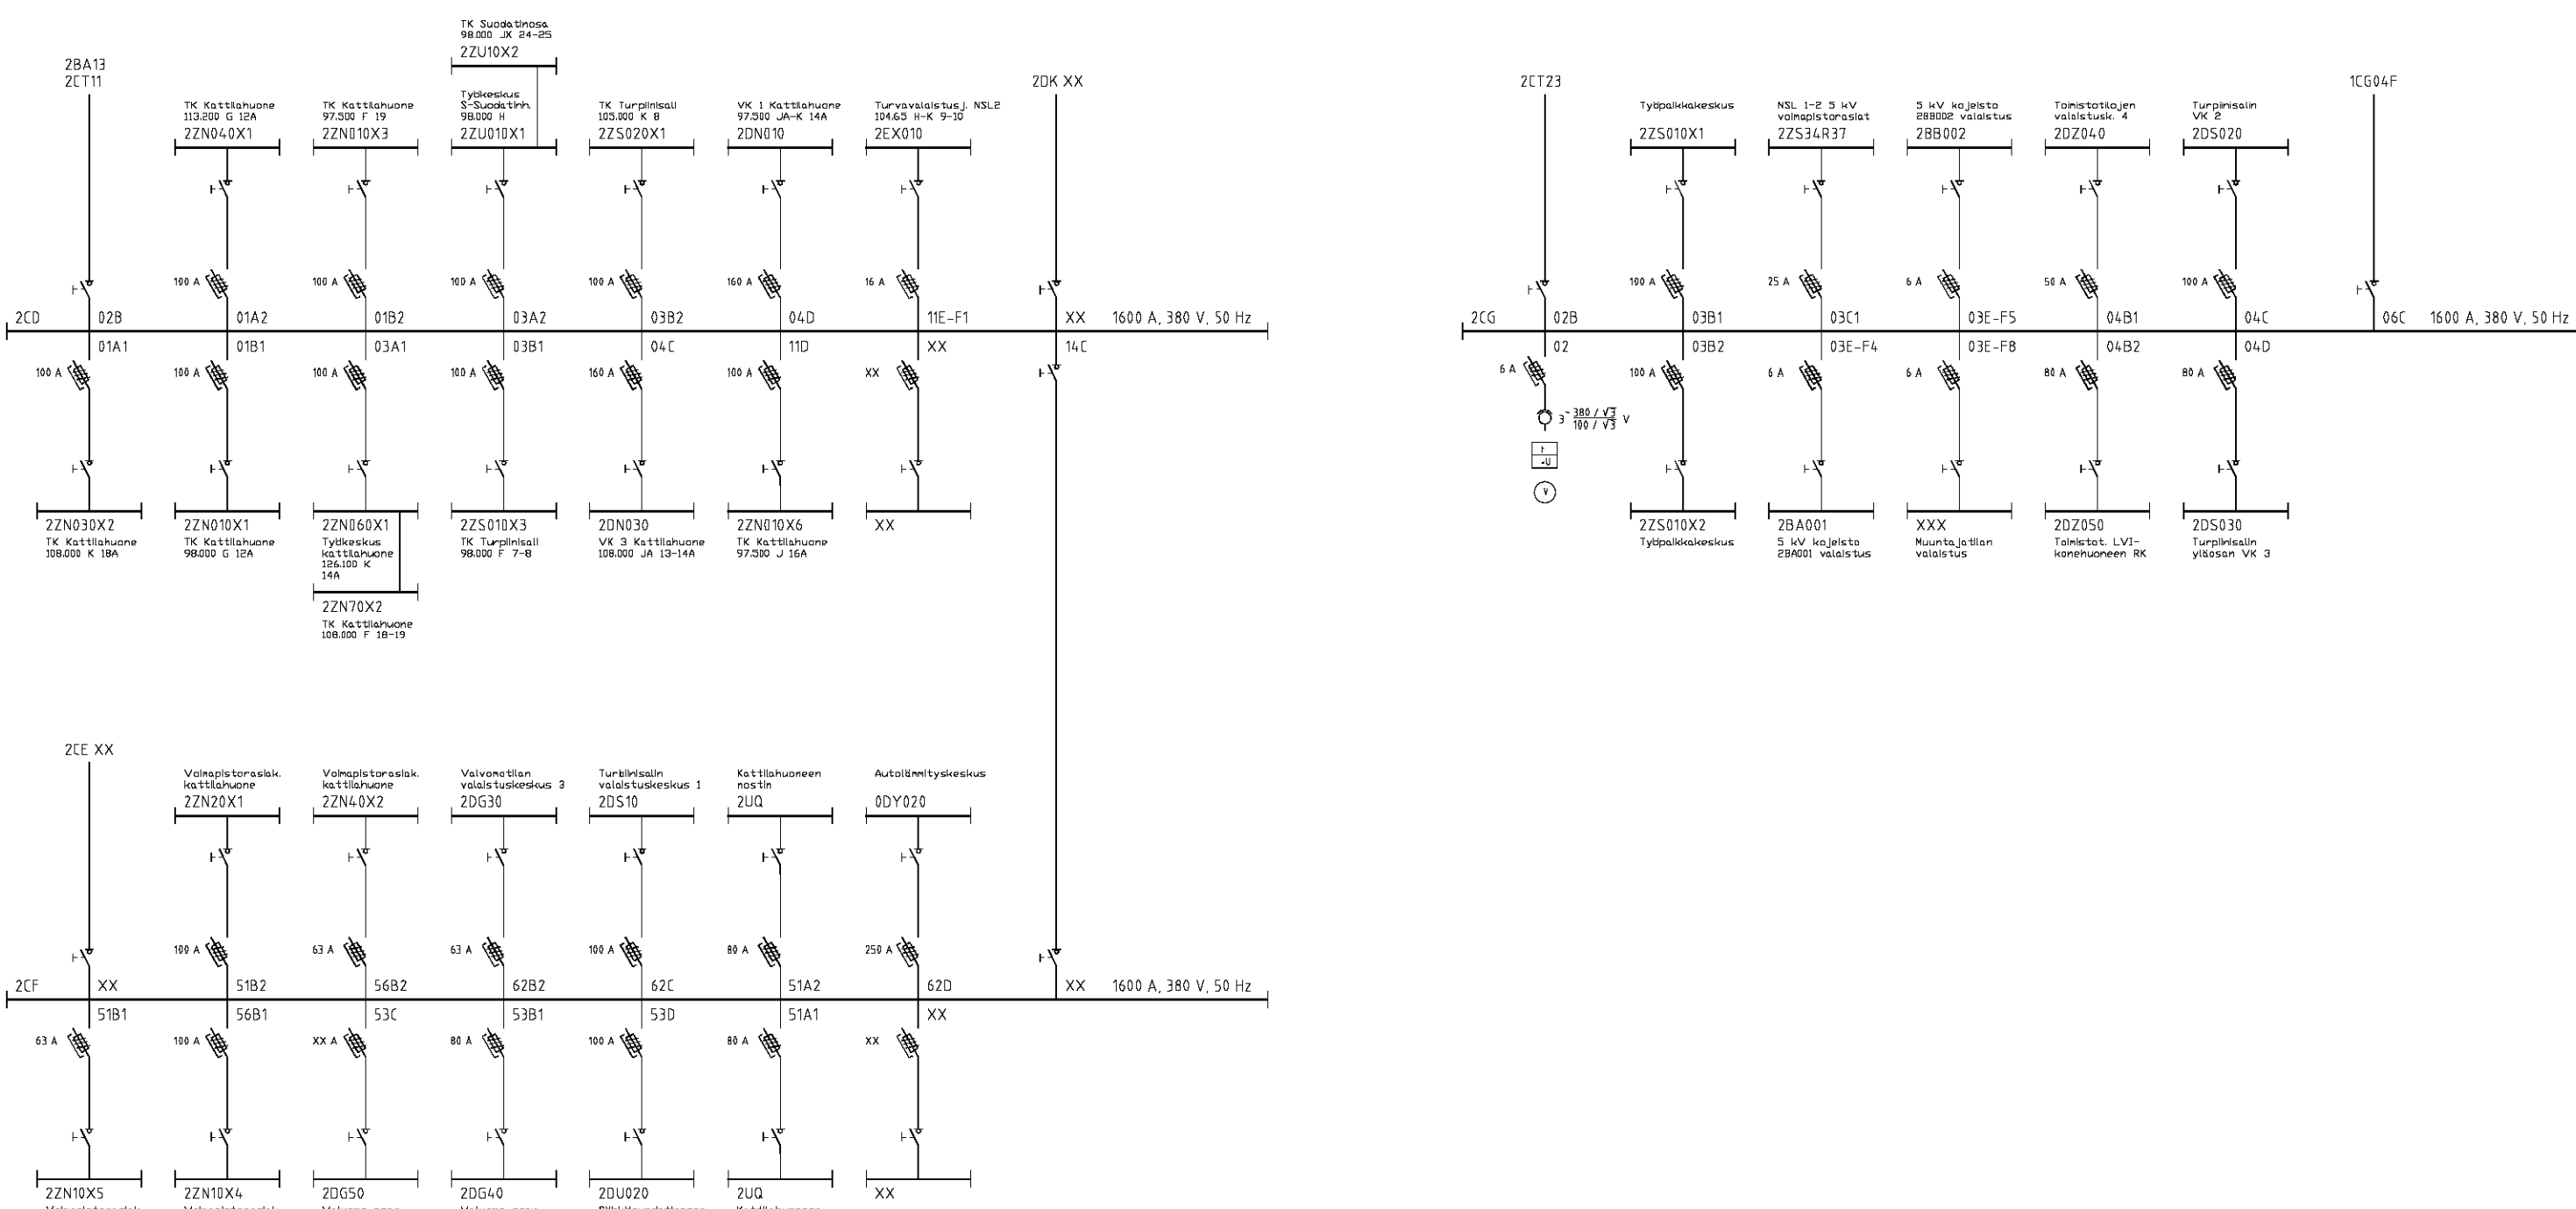 2BA13
2CT11
TK Kattilahuone
113.200 G 12A
2ZN040X1
TK Kattilahuone
97.500 F 19
2ZN010X3
TK Suodatinosa
98.000 JX 24-25
2ZU10X2
Työkeskus
S-Suodatinh.
98.000 H
2ZU010X1
TK Turpiinisali
105.000 K 8
2ZS020X1
VK 1 Kattilahuone
97.500 JA-K 14A
2DN010
Turvavalaistusj. NSL2
104.65 H-K 9-10
2EX010
2DK XX
100 A
100 A
100 A
100 A
160 A
16 A
2CD
02B
01A2
01B2
03A2
03B2
04D
11E-F1
XX
1600 A, 380 V, 50 Hz
01A1
01B1
03A1
03B1
04C
11D
XX
14C
100 A
100 A
100 A
100 A
160 A
100 A
XX
2ZN030X2
TK Kattilahuone
108.000 K 18A
2ZN010X1
TK Kattilahuone
98.000 G 12A
2ZN060X1
Työkeskus
kattilahuone
126.100 K
14A
2ZN70X2
TK Kattilahuone
108.000 F 18-19
2ZS010X3
TK Turpiinisali
98.000 F 7-8
2DN030
VK 3 Kattilahuone
108.000 JA 13-14A
2ZN010X6
TK Kattilahuone
97.500 J 16A
XX
2CT23
Työpaikkakeskus
2ZS010X1
NSL 1-2 5 kV
voimapistorasiat
2ZS34R37
5 kV kojeisto
2BB002 valaistus
2BB002
Toimistotilojen
valaistusk. 4
2DZ040
Turpiinisalin
VK 2
2DS020
1CG04F
100 A
25 A
6 A
50 A
100 A
2CG
02B
03B1
03C1
03E-F5
04B1
04C
06C
1600 A, 380 V, 50 Hz
02
03B2
03E-F4
03E-F8
04B2
04D
6 A
100 A
6 A
6 A
80 A
80 A
3~ 380 / √3
100 / √3 V
V
2ZS010X2
Työpaikkakeskus
2BA001
5 kV kojeisto
2BA001 valaistus
XXX
Muuntajatilan
valaistus
2DZ050
Toimistot. LVI-
konehuoneen RK
2DS030
Turpiinisalin
yläosan VK 3
2CE XX
Voimapistorasiak.
kattilahuone
2ZN20X1
Voimapistorasiak.
kattilahuone
2ZN40X2
Valvomotilan
valaistuskeskus 3
2DG30
Turbiinisalin
valaistuskeskus 1
2DS10
Kattilahuoneen
nostin
2UQ
Autolämmityskeskus
0DY020
100 A
63 A
63 A
100 A
80 A
250 A
2CF
XX
51B2
56B2
62B2
62C
51A2
62D
XX
1600 A, 380 V, 50 Hz
51B1
56B1
53C
53B1
53D
51A1
XX
63 A
100 A
XX A
80 A
100 A
80 A
XX
2ZN10X5
2ZN10X4
2DG50
2DG40
2DU020
2UQ
XX